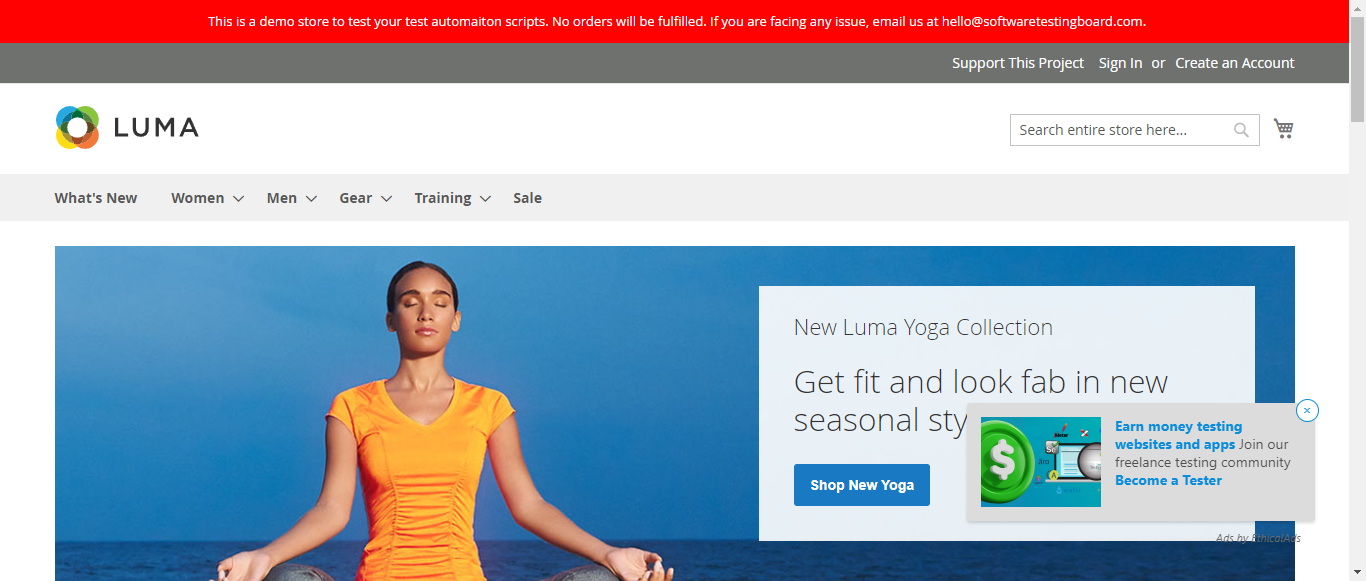 This is a demo store to test your test automaiton scripts. No orders will be fulfilled. If you are facing any issue, email us at hello@softwaretestingboard.com.
Support This Project Sign In or Create an Account
LUMA
Search entire store here...
What's New Women Men Gear Training Sale
New Luma Yoga Collection
Get fit and look fab in new
seasonal sty
Shop New Yoga
Earn money testing
websites and apps Join our
freelance testing community
Become a Tester
Ads by EthicalAds